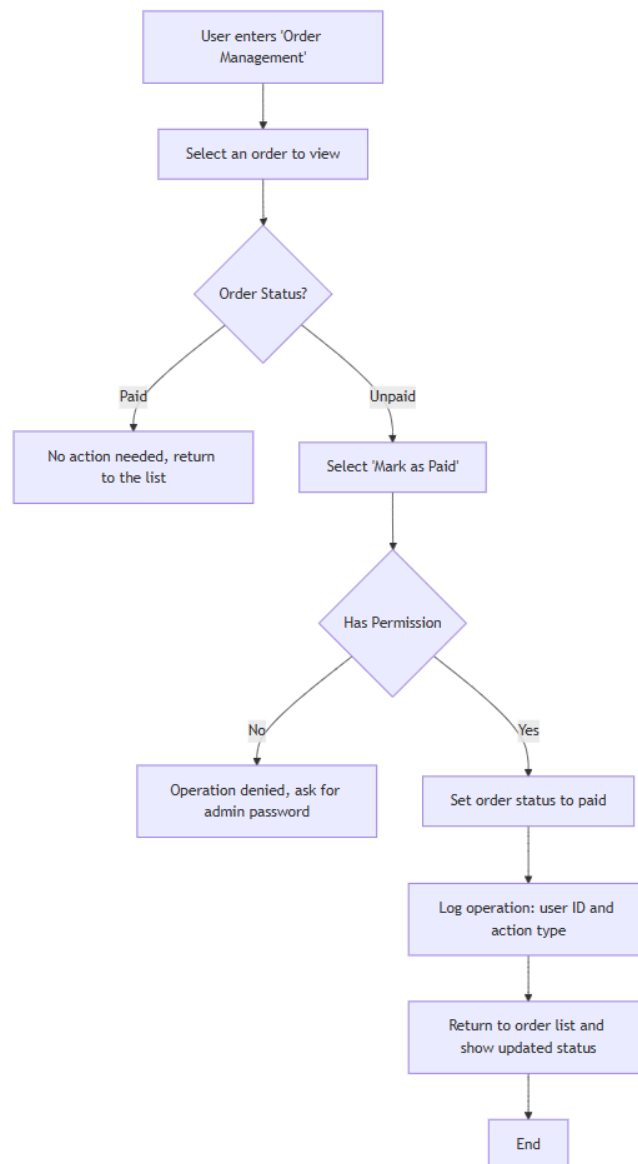 User enters 'Order
Management'
Select an order to view
Order Status?
Paid
Unpaid
No action needed, return
to the list
Select 'Mark as Paid'
Has Permission
No
Yes
Operation denied, ask for
admin password
Set order status to paid
Log operation: user ID and
action type
Return to order list and
show updated status
End